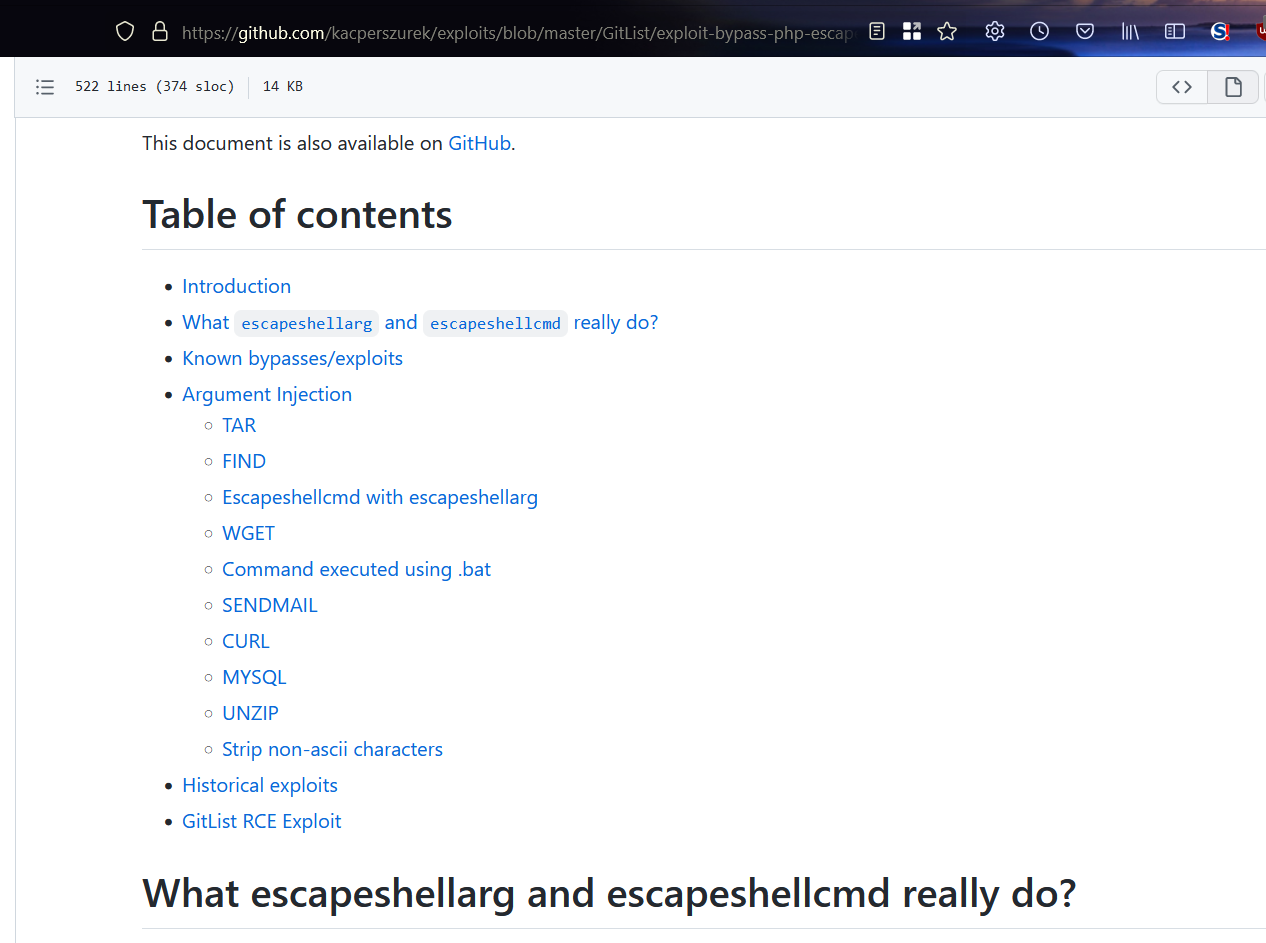 https://github.com/kacperszurek/exploits/blob/master/GitList/exploit-bypass-php-escap
522 lines (374 sloc) 14 KB
This document is also available on GitHub.
Table of contents
Introduction
What escapeshellarg and escapeshellcmd really do?
Known bypasses/exploits
Argument Injection
TAR
FIND
Escapeshellcmd with escapeshellarg
WGET
Command executed using .bat
SENDMAIL
CURL
MYSQL
UNZIP
Strip non-ascii characters
Historical exploits
GitList RCE Exploit
What escapeshellarg and escapeshellcmd really do?